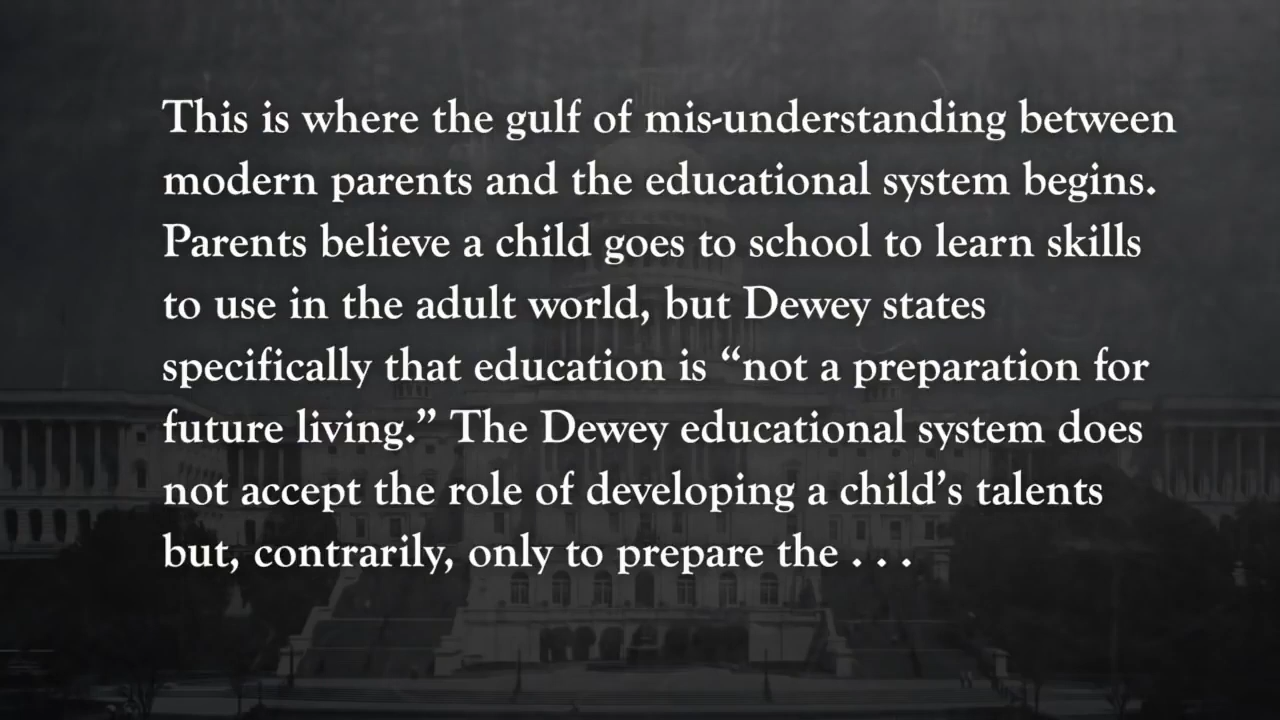 This is where the gulf of mis-understanding between
modern parents and the educational system begins.
Parents believe a child goes to school to learn skills
to use in the adult world, but Dewey states
specifically that education is “not a preparation for
future living.” The Dewey educational system does
not accept the role of developing a child’s talents
but, contrarily, only to prepare the . . .